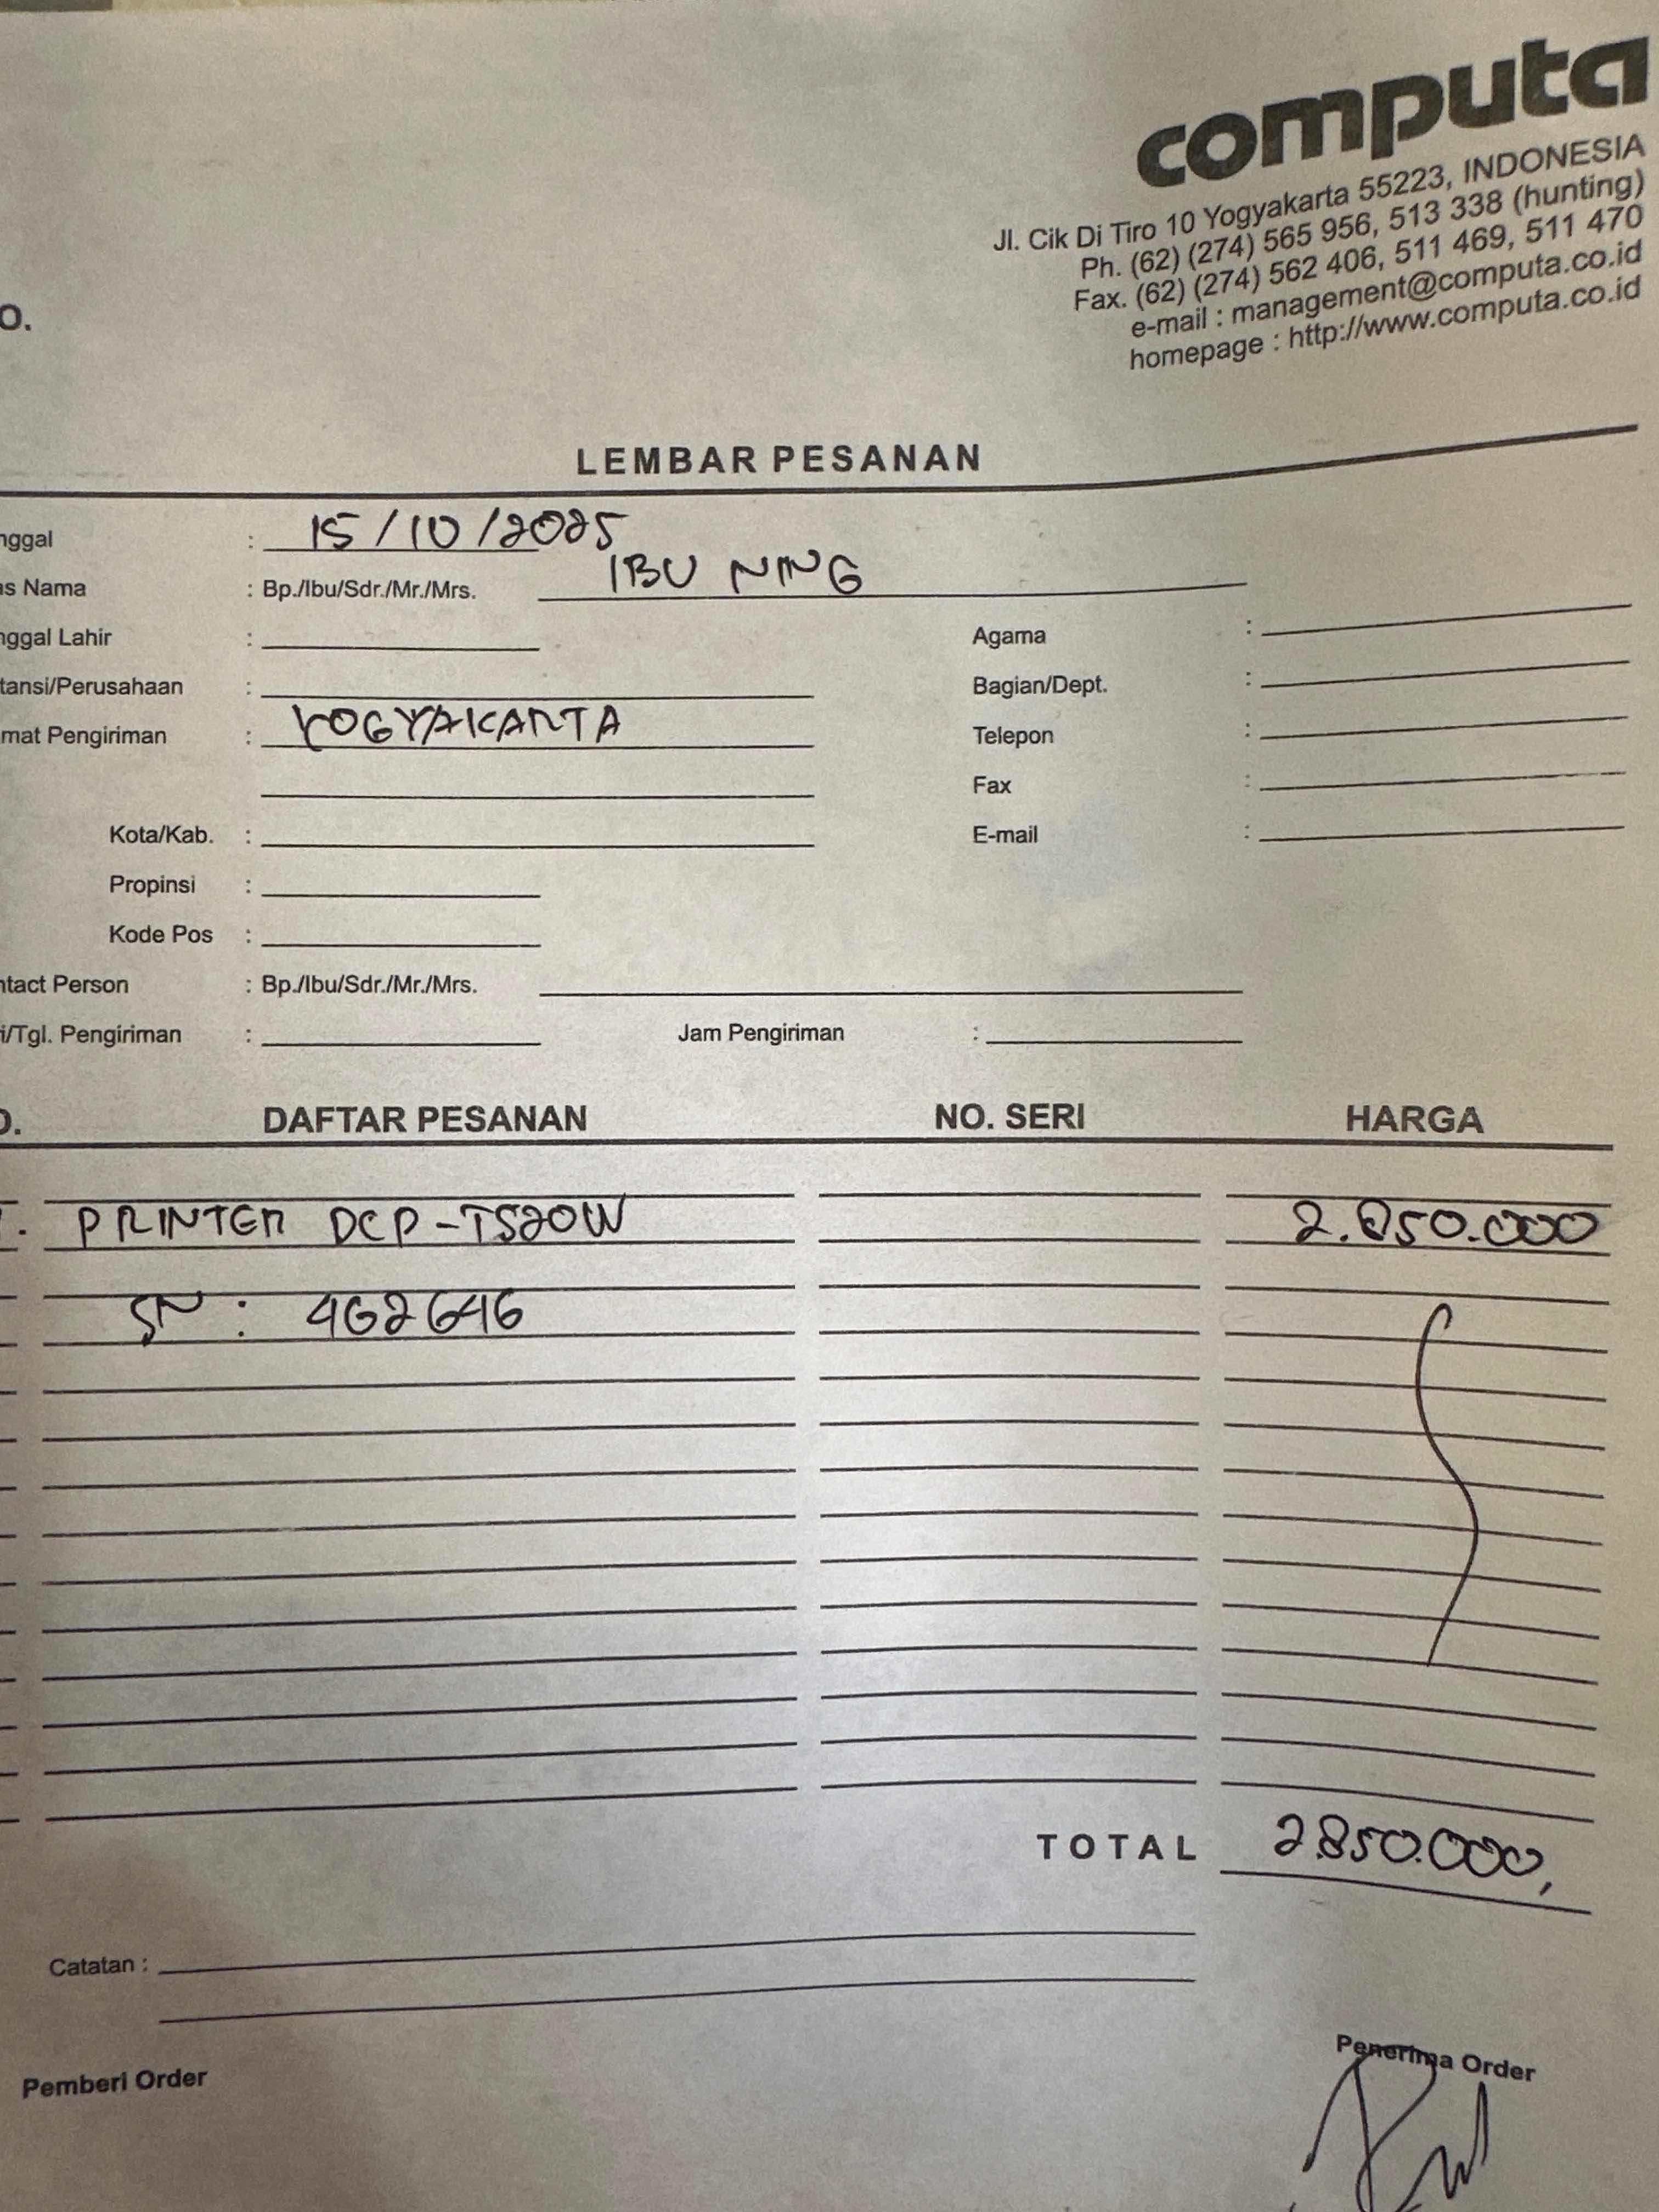 computa
Jl. Cik Di Tiro 10 Yogyakarta 55223, INDONESIA
Ph. (62) (274) 565 956, 513 338 (hunting)
Fax. (62) (274) 562 406, 511 469, 511 470
e-mail : management@computa.co.id
homepage : http://www.computa.co.id
O.
LEMBAR PESANAN
nggal : 15/10/2025
as Nama : Bp./Ibu/Sdr./Mr./Mrs. IBU NING
nggal Lahir : Agama :
tansi/Perusahaan : Bagian/Dept. :
mat Pengiriman : YOGYAKARTA Telepon :
Fax :
Kota/Kab. : E-mail :
Propinsi :
Kode Pos :
ntact Person : Bp./Ibu/Sdr./Mr./Mrs.
i/Tgl. Pengiriman : Jam Pengiriman :
O. DAFTAR PESANAN NO. SERI HARGA
1. PRINTER DCP-T520W 2.850.000
SN : 462646
TOTAL 2.850.000,
Catatan :
Pemberi Order Penerima Order